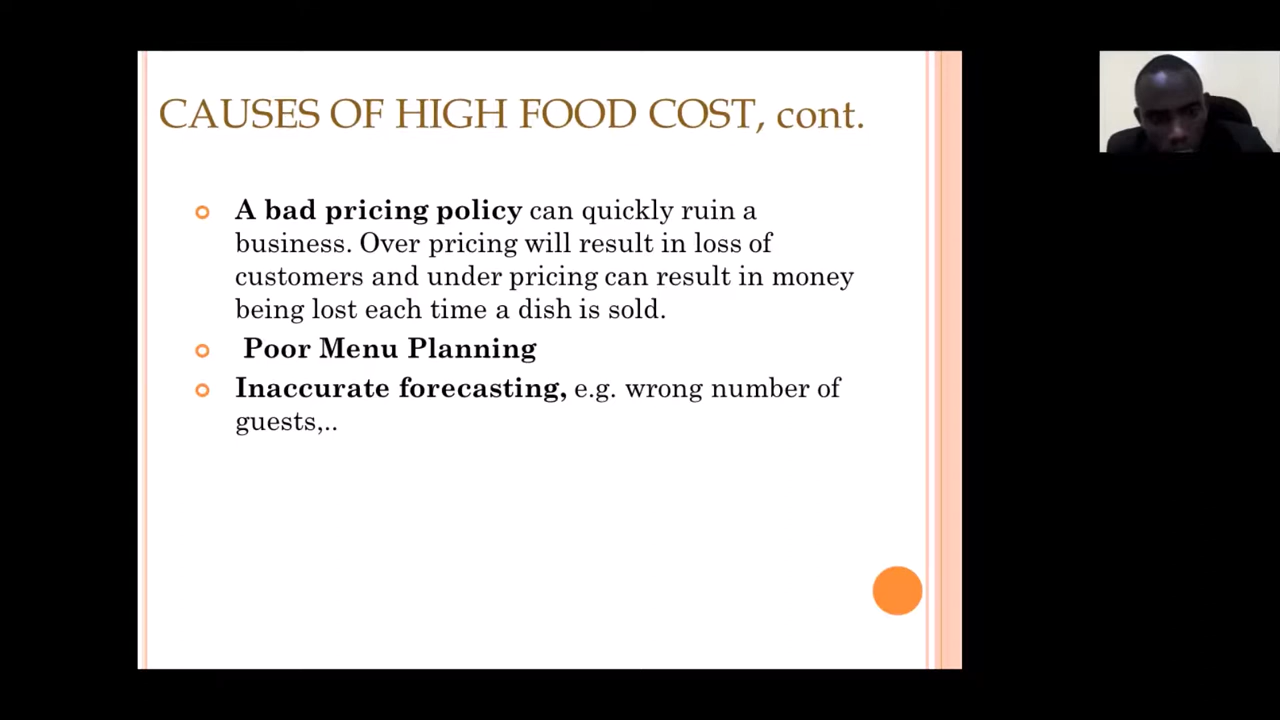 CAUSES OF HIGH FOOD COST, cont.
A bad pricing policy can quickly ruin a
business. Over pricing will result in loss of
customers and under pricing can result in money
being lost each time a dish is sold.
Poor Menu Planning
Inaccurate forecasting, e.g. wrong number of
guests,..